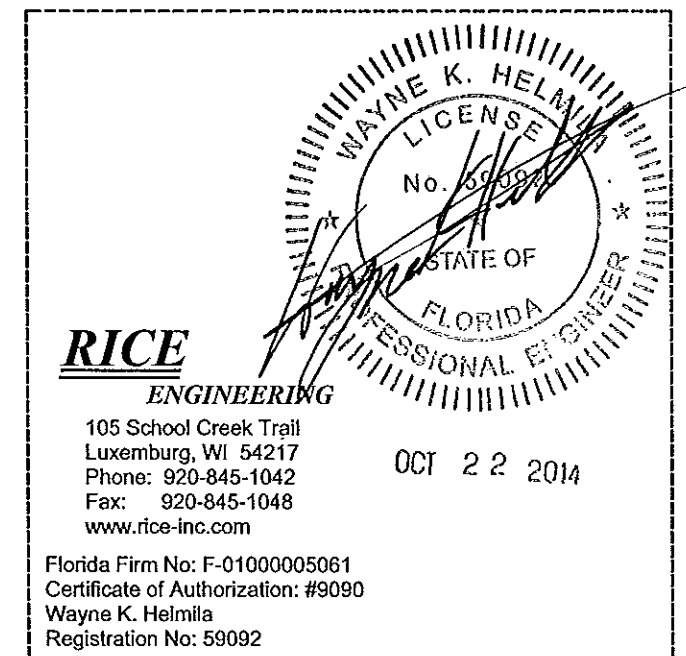 WAYNE K. HELMILA
LICENSE
No. 59092
STATE OF
FLORIDA
PROFESSIONAL ENGINEER
RICE
ENGINEERING
105 School Creek Trail
Luxemburg, WI 54217
Phone: 920-845-1042
Fax: 920-845-1048
www.rice-inc.com
OCT 22 2014
Florida Firm No: F-01000005061
Certificate of Authorization: #9090
Wayne K. Helmila
Registration No: 59092